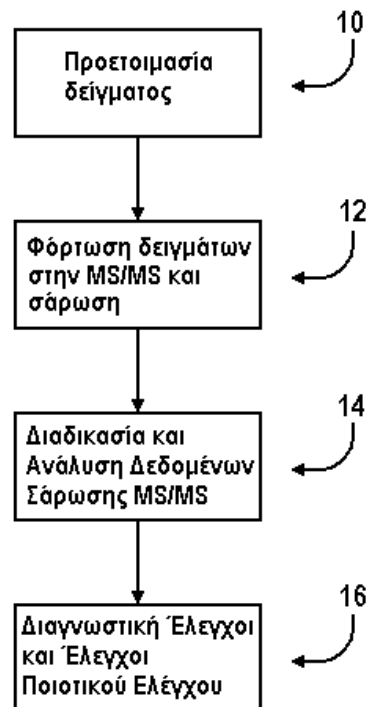 10
Προετοιμασία
δείγματος
12
Φόρτωση δειγμάτων
στην MS/MS και
σάρωση
14
Διαδικασία και
Ανάλυση Δεδομένων
Σάρωσης MS/MS
16
Διαγνωστική Έλεγχοι
και Έλεγχοι
Ποιοτικού Ελέγχου